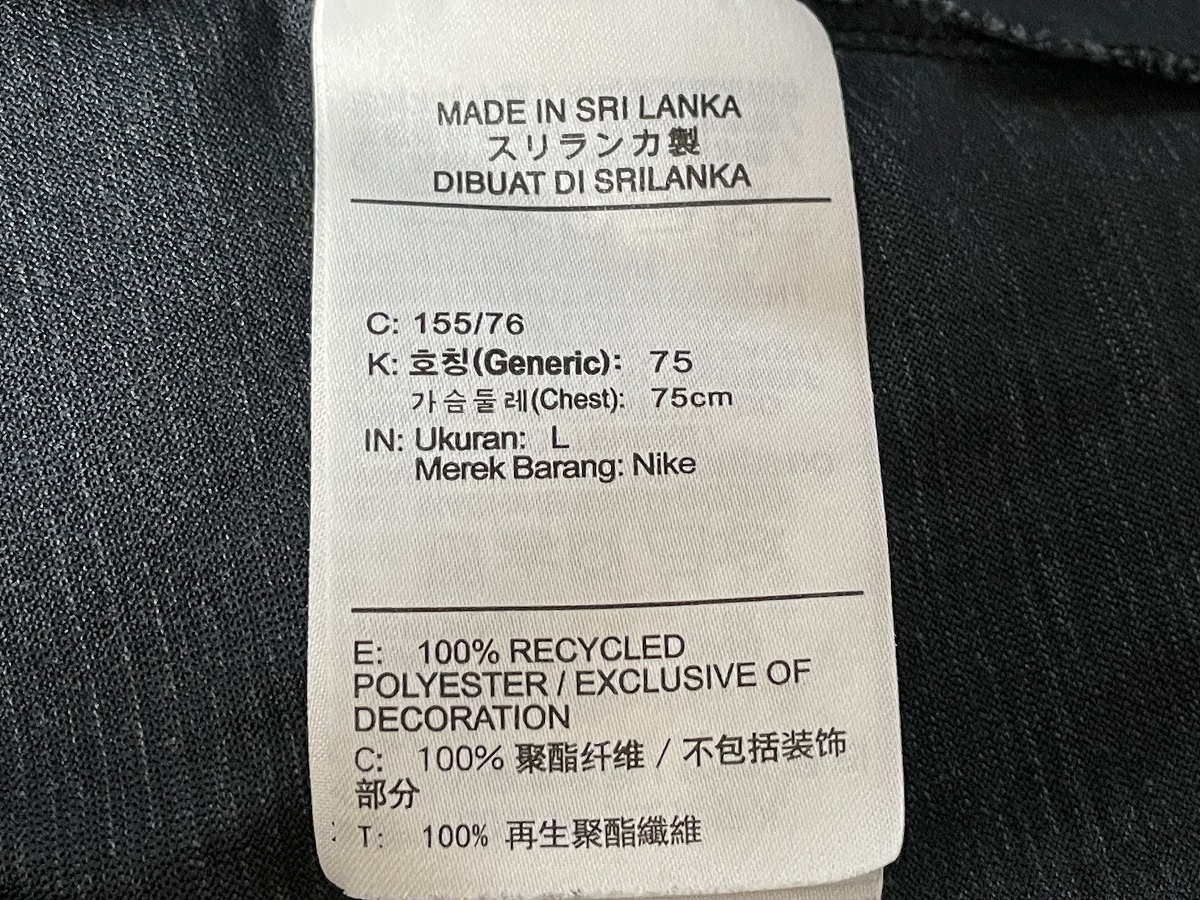 MADE IN SRI LANKA
スリランカ製
DIBUAT DI SRILANKA
C: 155/76
K: 호칭(Generic): 75
가슴둘레(Chest): 75cm
IN: Ukuran: L
Merek Barang: Nike
E: 100% RECYCLED
POLYESTER / EXCLUSIVE OF
DECORATION
C: 100% 聚酯纤维 / 不包括装饰
部分
T: 100% 再生聚酯纖維